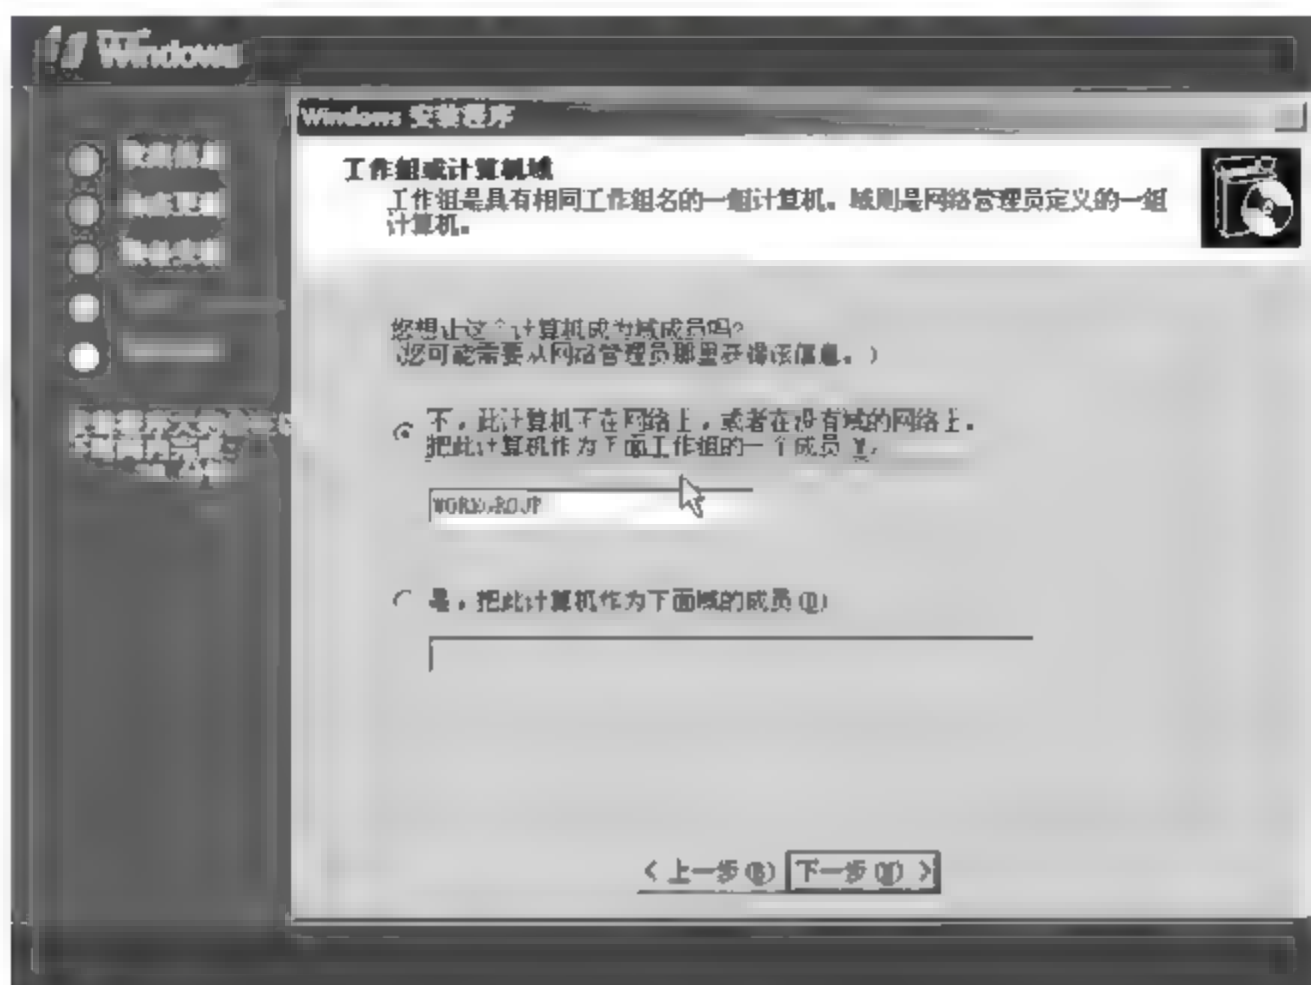 Windows
Windows 安装程序
工作组或计算机域
工作组是具有相同工作组名的一组计算机。域则是网络管理员定义的一组
计算机。
您想让这个计算机成为域成员吗?
(您可能需要从网络管理员那里获得该信息。)
不，此计算机不在网络上，或者在没有域的网络上。
把此计算机作为下面工作组的一个成员
WORKGROUP
是，把此计算机作为下面域的成员(D)
< 上一步(B) 下一步(N) >